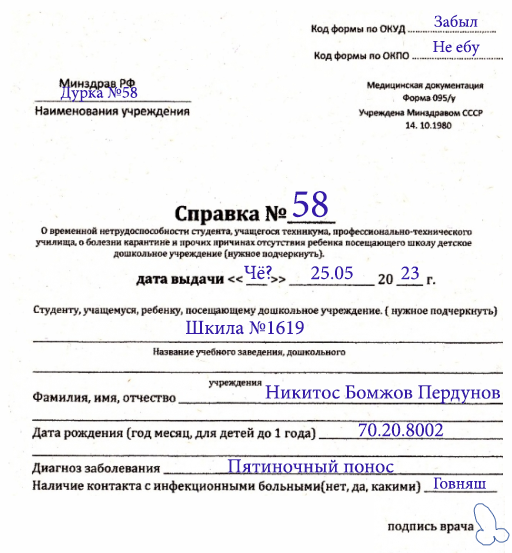 Код формы по ОКУД Забыл
Код формы по ОКПО Не ебу
Минздрав РФ
Дурка №58
Наименования учреждения
Медицинская документация
Форма 095/у
Учреждена Минздравом СССР
14. 10.1980
Справка № 58
О временной нетрудоспособности студента, учащегося техникума, профессионально-технического
училища, о болезни карантине и прочих причинах отсутствия ребенка посещающего школу детское
дошкольное учреждение (нужное подчеркнуть).
дата выдачи << Чё? >> 25.05 20 23 г.
Студенту, учащемуся, ребенку, посещающему дошкольное учреждение. ( нужное подчеркнуть)
Шкила №1619
Название учебного заведения, дошкольного
учреждения
Фамилия, имя, отчество Никитос Бомжов Пердунов
Дата рождения (год месяц, для детей до 1 года) 70.20.8002
Диагноз заболевания Пятиночный понос
Наличие контакта с инфекционными больными(нет, да, какими) Говняш
подпись врача